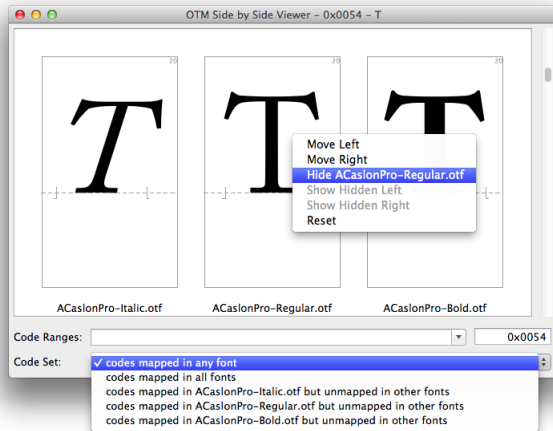 OTM Side by Side Viewer – 0x0054 – T
20
20
20
T
T
T
Move Left
Move Right
Hide ACaslonPro-Regular.otf
Show Hidden Left
Show Hidden Right
Reset
ACaslonPro-Italic.otf
ACaslonPro-Regular.otf
ACaslonPro-Bold.otf
Code Ranges:
0x0054
Code Set:
✓ codes mapped in any font
codes mapped in all fonts
codes mapped in ACaslonPro-Italic.otf but unmapped in other fonts
codes mapped in ACaslonPro-Regular.otf but unmapped in other fonts
codes mapped in ACaslonPro-Bold.otf but unmapped in other fonts